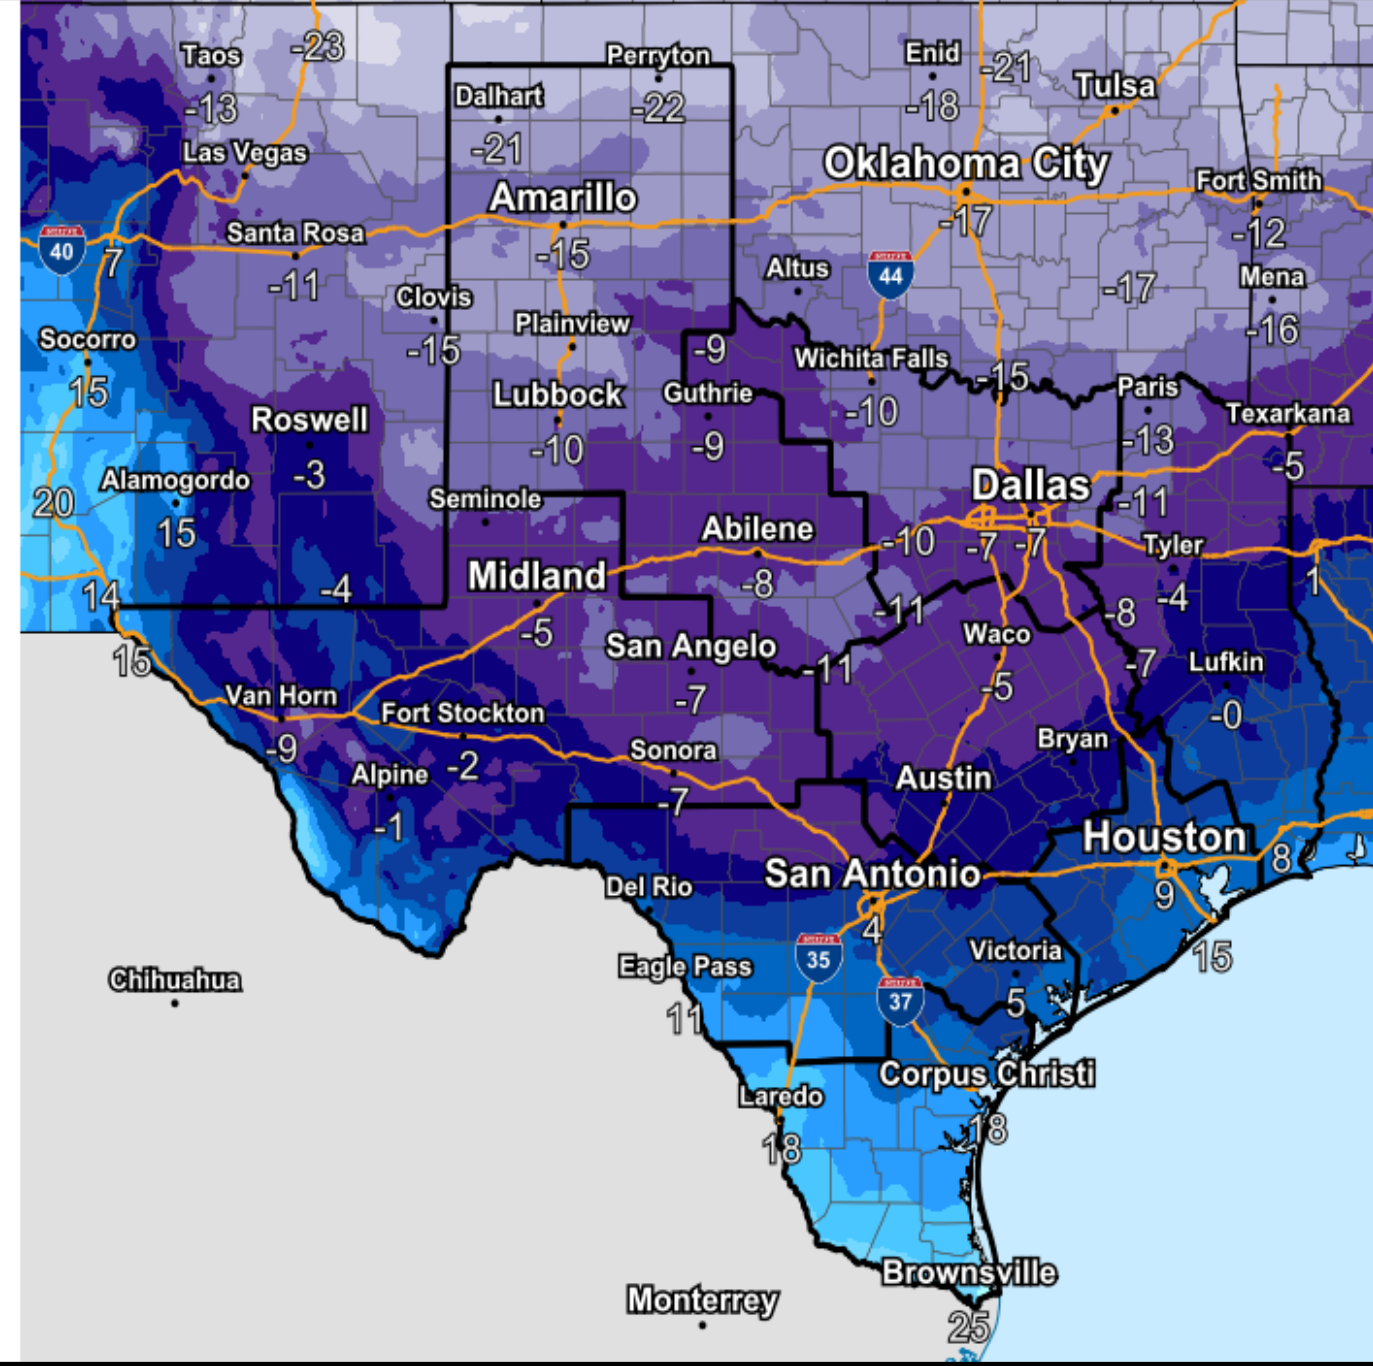 -23
Taos
Perryton
Enid
-21
Tulsa
Dalhart
-13
-22
-18
Las Vegas
-21
Oklahoma City
Fort Smith
Amarillo
-17
-12
Santa Rosa
40
7
-15
Altus
44
Mena
-11
Clovis
-17
Plainview
-16
Socorro
-15
-9
Wichita Falls
-15
Paris
15
Lubbock
Guthrie
-10
Texarkana
Roswell
-13
-10
-9
-5
-3
Alamogordo
Dallas
20
Seminole
-11
15
Abilene
-10
-7
-7
Tyler
Midland
-8
1
14
-4
-4
-11
-8
-5
Waco
15
San Angelo
-11
-7
Lufkin
Van Horn
-7
-5
-0
Fort Stockton
-9
Sonora
Bryan
Alpine
-2
Austin
-7
-1
Houston
8
San Antonio
Del Rio
9
4
Eagle Pass
35
Victoria
15
Chihuahua
37
5
11
Corpus Christi
Laredo
18
18
Brownsville
Monterrey
25